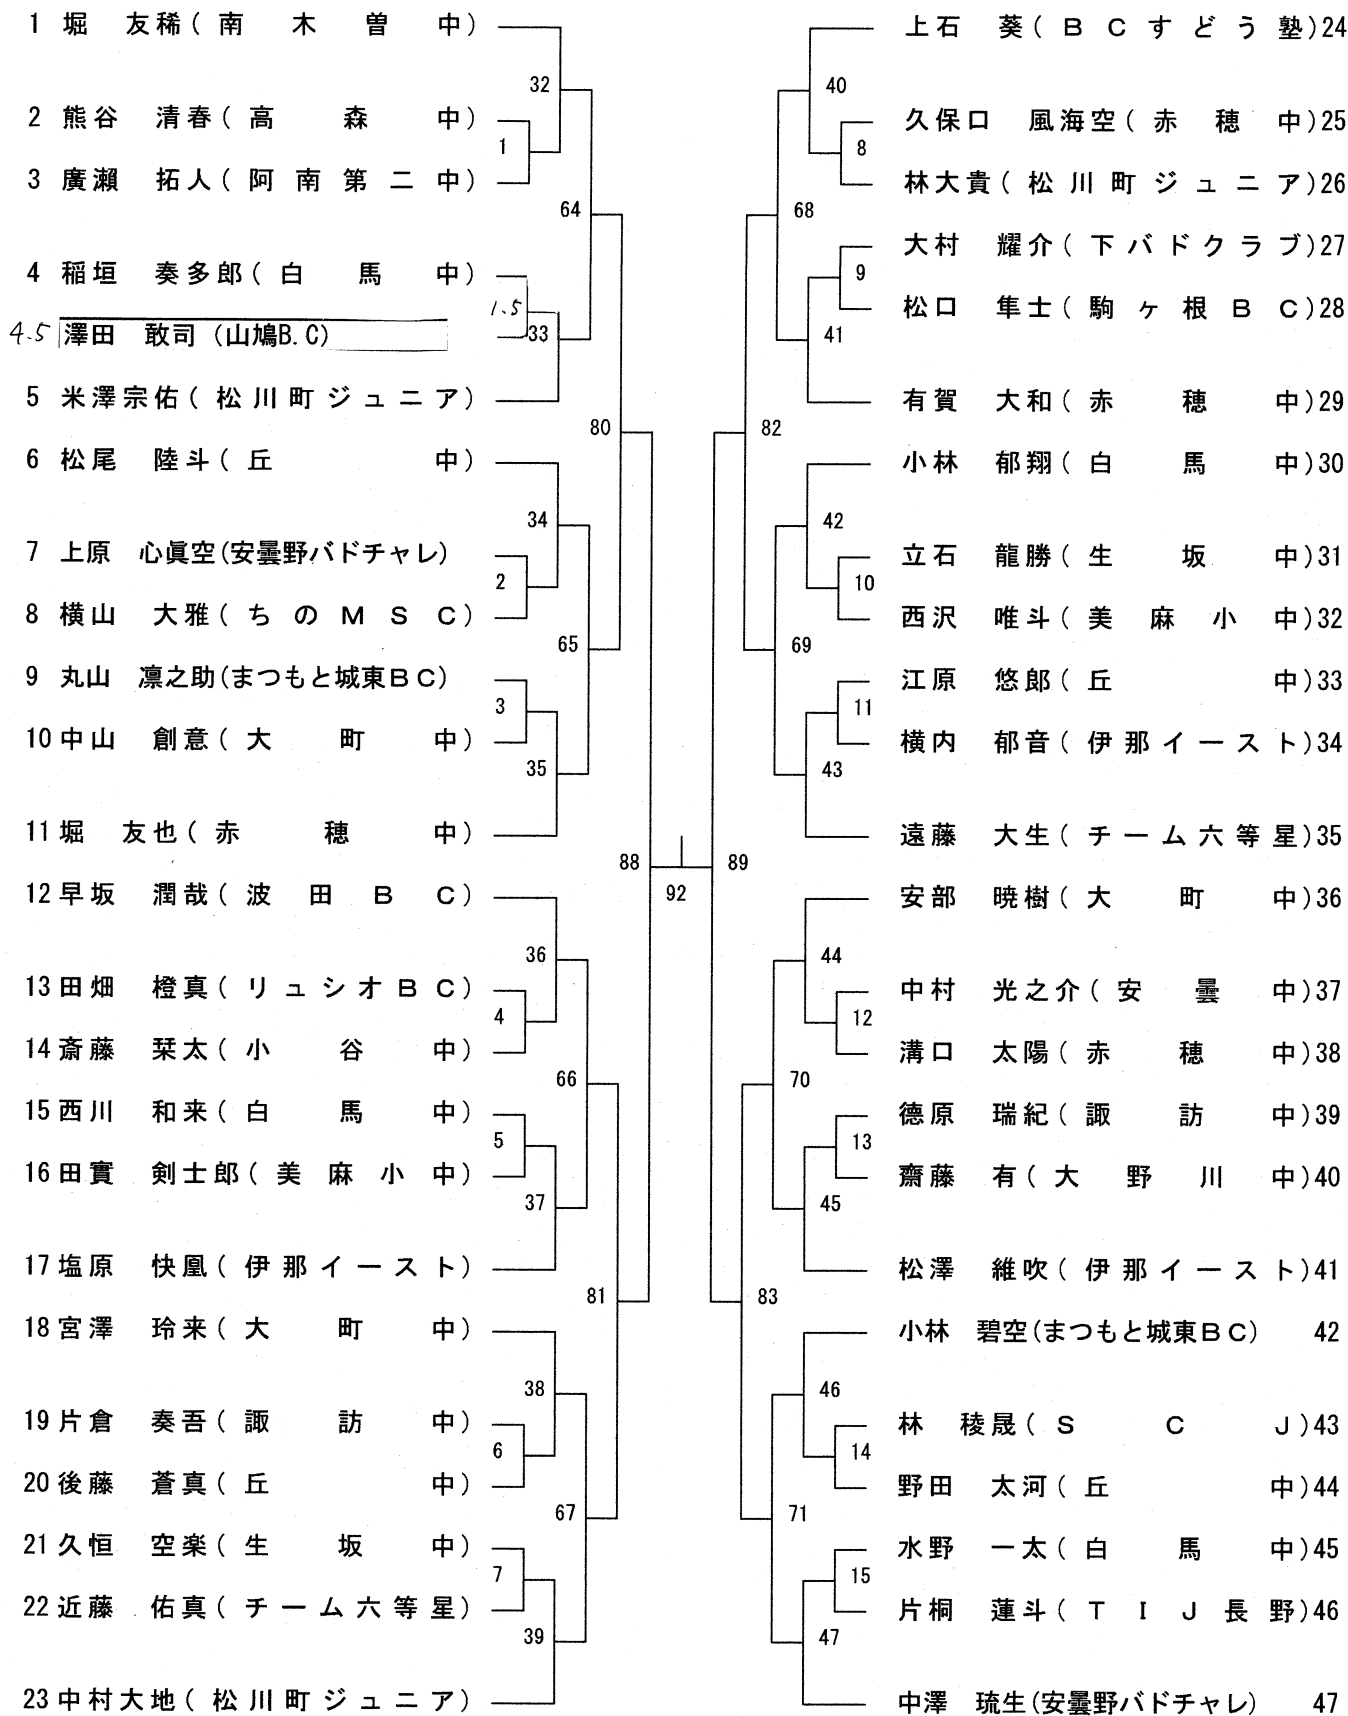 1 堀 友稀(南木曽中)
32
2 熊谷 清春(高森中)
1
3 廣瀬 拓人(阿南第二中)
64
4 稲垣 奏多郎(白馬中)
1.5
4.5 澤田 敢司(山鳩B.C)
33
5 米澤宗佑(松川町ジュニア)
80
6 松尾 陸斗(丘中)
34
7 上原 心眞空(安曇野バドチャレ)
2
8 横山 大雅(ちのMSC)
65
9 丸山 凛之助(まつもと城東BC)
3
10 中山 創意(大町中)
35
11 堀 友也(赤穂中)
88
92
12 早坂 潤哉(波田BC)
36
13 田畑 橙真(リュシオBC)
4
14 斎藤 栞太(小谷中)
66
15 西川 和来(白馬中)
5
16 田實 剣士郎(美麻小中)
37
17 塩原 快凰(伊那イースト)
81
18 宮澤 玲来(大町中)
38
19 片倉 奏吾(諏訪中)
6
20 後藤 蒼真(丘中)
67
21 久恒 空楽(生坂中)
7
22 近藤 佑真(チーム六等星)
39
23 中村大地(松川町ジュニア)
上石 葵(BCすどう塾)24
40
久保口 風海空(赤穂中)25
8
林大貴(松川町ジュニア)26
68
大村 耀介(下バドクラブ)27
9
松口 隼士(駒ヶ根BC)28
41
有賀 大和(赤穂中)29
82
小林 郁翔(白馬中)30
42
立石 龍勝(生坂中)31
10
西沢 唯斗(美麻小中)32
69
江原 悠郎(丘中)33
11
横内 郁音(伊那イースト)34
43
遠藤 大生(チーム六等星)35
89
安部 暁樹(大町中)36
44
中村 光之介(安曇中)37
12
溝口 太陽(赤穂中)38
70
德原 瑞紀(諏訪中)39
13
齋藤 有(大野川中)40
45
松澤 維吹(伊那イースト)41
83
小林 碧空(まつもと城東BC) 42
46
林 稜晟(SCJ)43
14
野田 太河(丘中)44
71
水野 一太(白馬中)45
15
片桐 蓮斗(TIJ長野)46
47
中澤 琉生(安曇野バドチャレ) 47